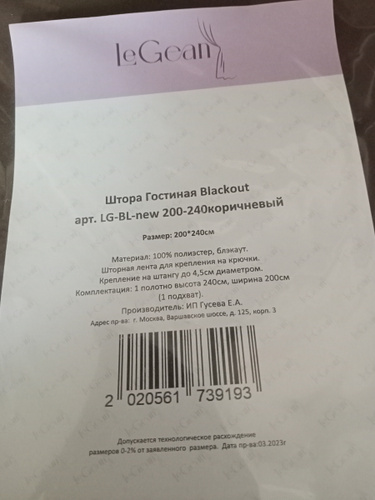 leGean
Штора Гостиная Blackout
арт. LG-BL-new 200-240коричневый
Размер: 200*240см
Материал: 100% полиэстер, блэкаут.
Шторная лента для крепления на крючки.
Крепление на штангу до 4,5см диаметром.
Комплектация: 1 полотно высота 240см, ширина 200см
(1 подхват).
Производитель: ИП Гусева Е.А.
Адрес пр-ва: г. Москва, Варшавское шоссе, д. 125, корп. 3
2 020561 739193
Допускается технологическое расхождение
размеров 0-2% от заявленного размера. Дата пр-ва:03.2023г